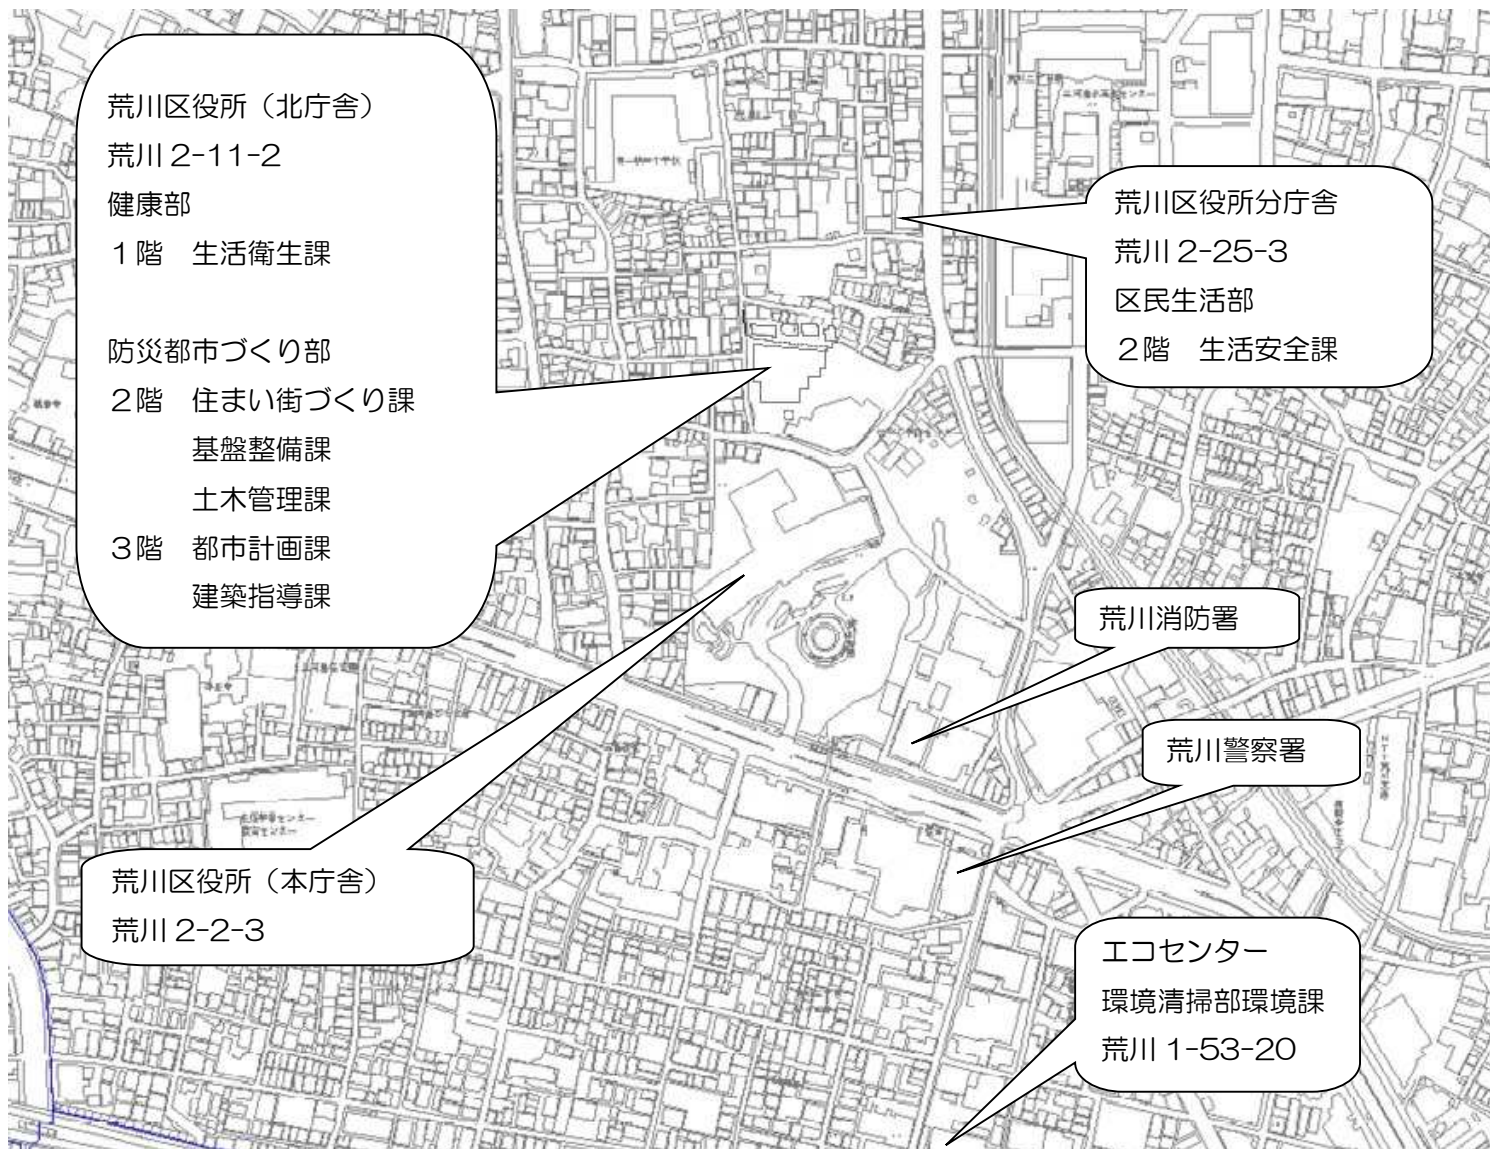 荒川区役所(北庁舎)
荒川 2-11-2
健康部
1階 生活衛生課
防災都市づくり部
2階 住まい街づくり課
基盤整備課
土木管理課
3階 都市計画課
建築指導課
荒川区役所分庁舎
荒川 2-25-3
区民生活部
2階 生活安全課
荒川消防署
荒川警察署
荒川区役所(本庁舎)
荒川 2-2-3
エコセンター
環境清掃部環境課
荒川 1-53-20